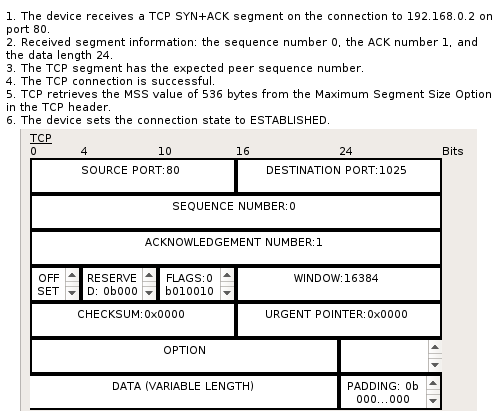 1. The device receives a TCP SYN+ACK segment on the connection to 192.168.0.2 on
port 80.
2. Received segment information: the sequence number 0, the ACK number 1, and
the data length 24.
3. The TCP segment has the expected peer sequence number.
4. The TCP connection is successful.
5. TCP retrieves the MSS value of 536 bytes from the Maximum Segment Size Option
in the TCP header.
6. The device sets the connection state to ESTABLISHED.
TCP
0 4 10 16 24 Bits
SOURCE PORT:80 DESTINATION PORT:1025
SEQUENCE NUMBER:0
ACKNOWLEDGEMENT NUMBER:1
OFF RESERVE FLAGS:0 WINDOW:16384
SET D: 0b000 b010010
CHECKSUM:0x0000 URGENT POINTER:0x0000
OPTION
DATA (VARIABLE LENGTH) PADDING: 0b
000...000